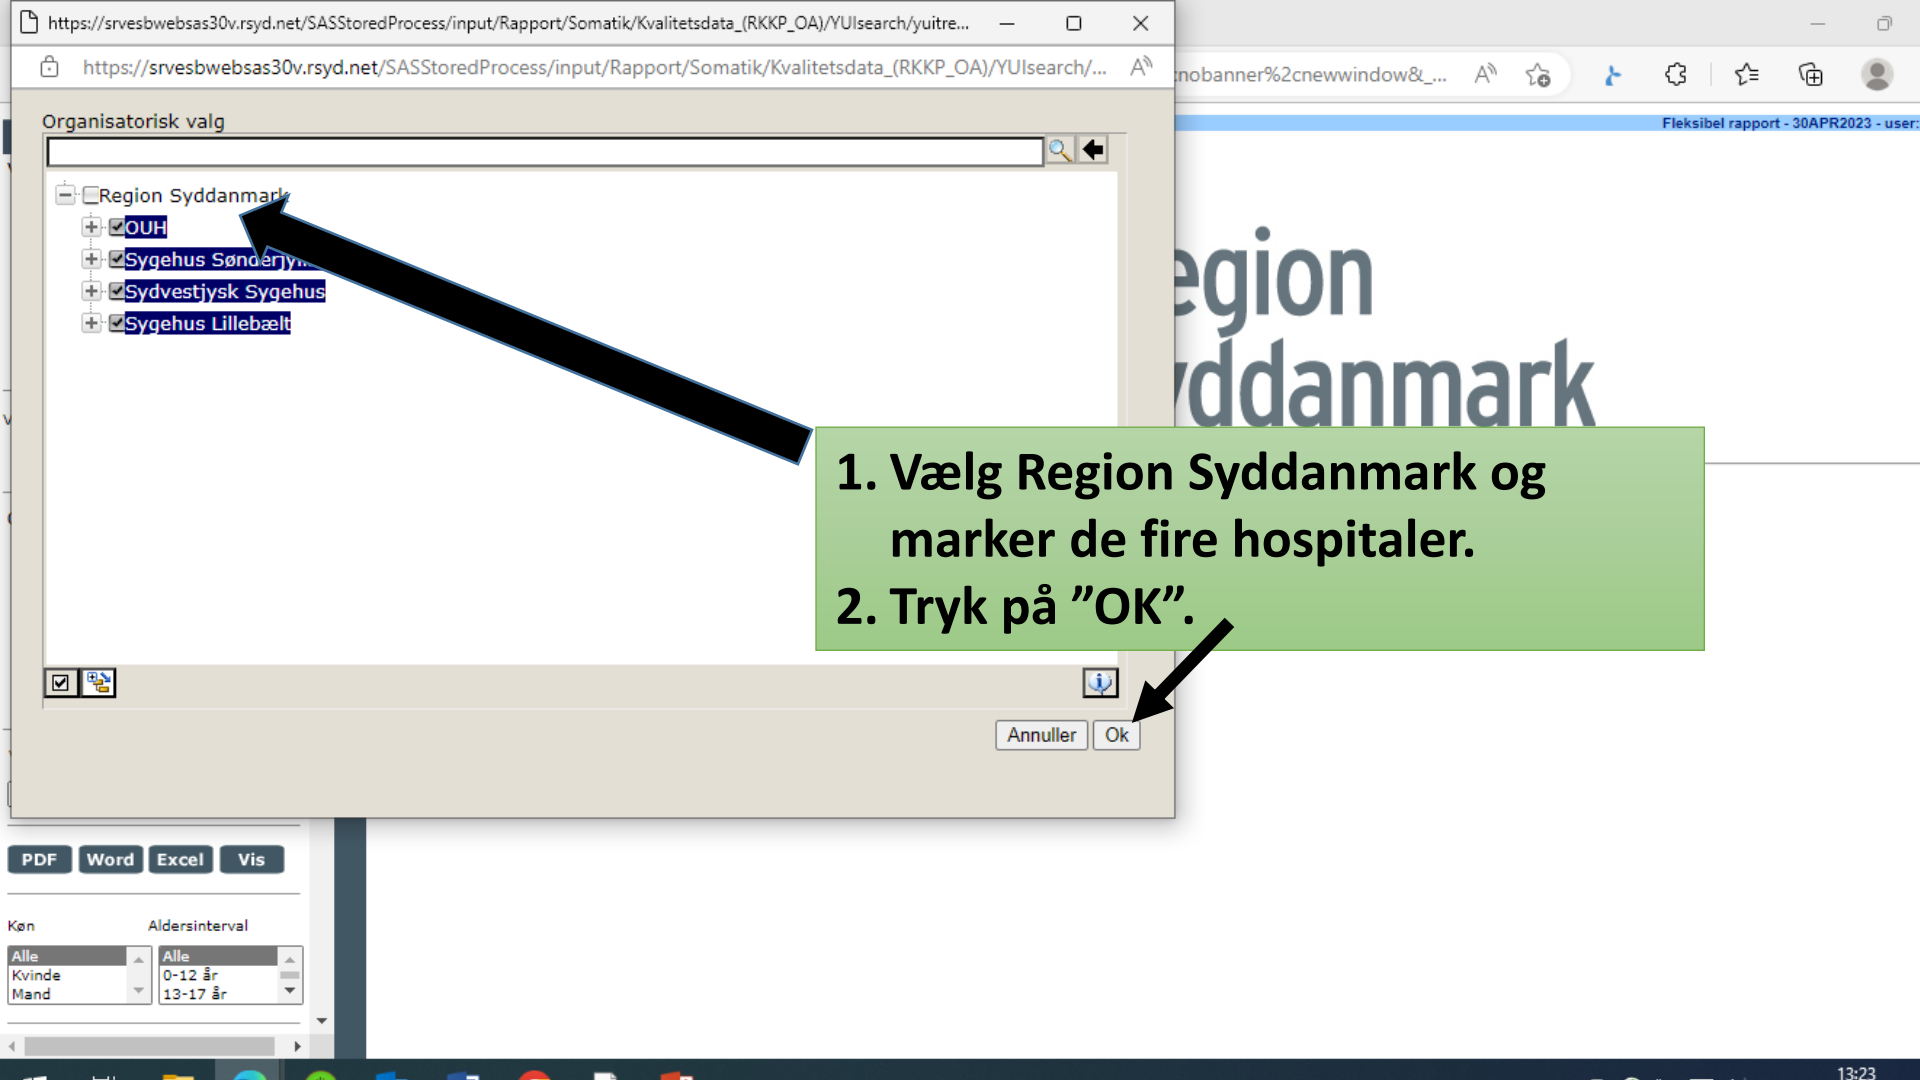 https://srvesbwebsas30v.rsyd.net/SASStoredProcess/input/Rapport/Somatik/Kvalitetsdata_(RKKP_OA)/YUIsearch/yuitre...
https://srvesbwebsas30v.rsyd.net/SASStoredProcess/input/Rapport/Somatik/Kvalitetsdata_(RKKP_OA)/YUIsearch/...
nobanner%2cnewwindow&_...
Fleksibel rapport - 30APR2023 - user:
Organisatorisk valg
Region Syddanmark
OUH
Sygehus
Sydvestjysk Sygehus
Sygehus Lillebælt
egion
yddanmark
1. Vælg Region Syddanmark og
marker de fire hospitaler.
2. Tryk på ”OK”.
Annuller Ok
PDF Word Excel Vis
Køn Aldersinterval
Alle Alle
Kvinde 0-12 år
Mand 13-17 år
13:23